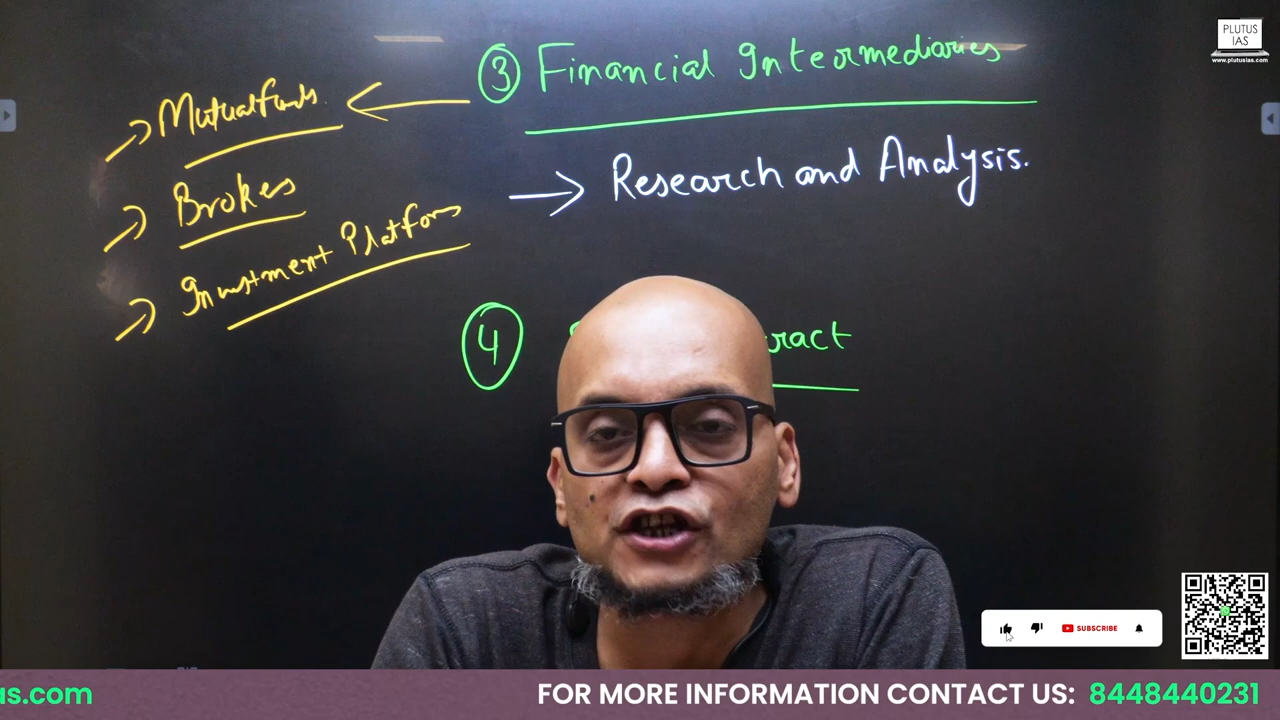 PLUTUS
IAS
www.plutusias.com
③ Financial Intermediaries
→ Mutual funds
→ Brokes
→ Investment Platform
→ Research and Analysis.
④
ract
SUBSCRIBE
as.com
FOR MORE INFORMATION CONTACT US: 8448440231